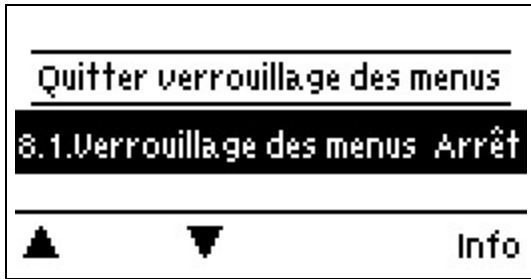 Quitter verrouillage des menus
8.1.Verrouillage des menus Arrêt
▲ ▼ Info